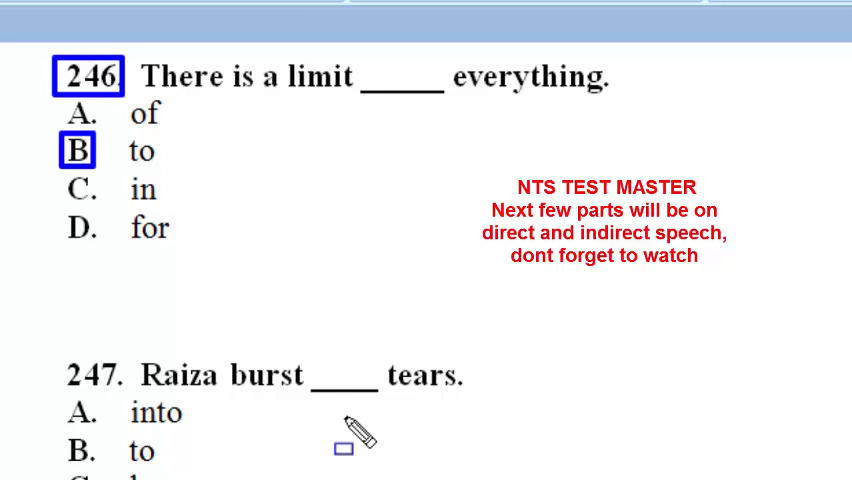 246. There is a limit _____ everything.
A. of
B to
C. in
D. for
NTS TEST MASTER
Next few parts will be on
direct and indirect speech,
dont forget to watch
247. Raiza burst ____ tears.
A. into
B. to